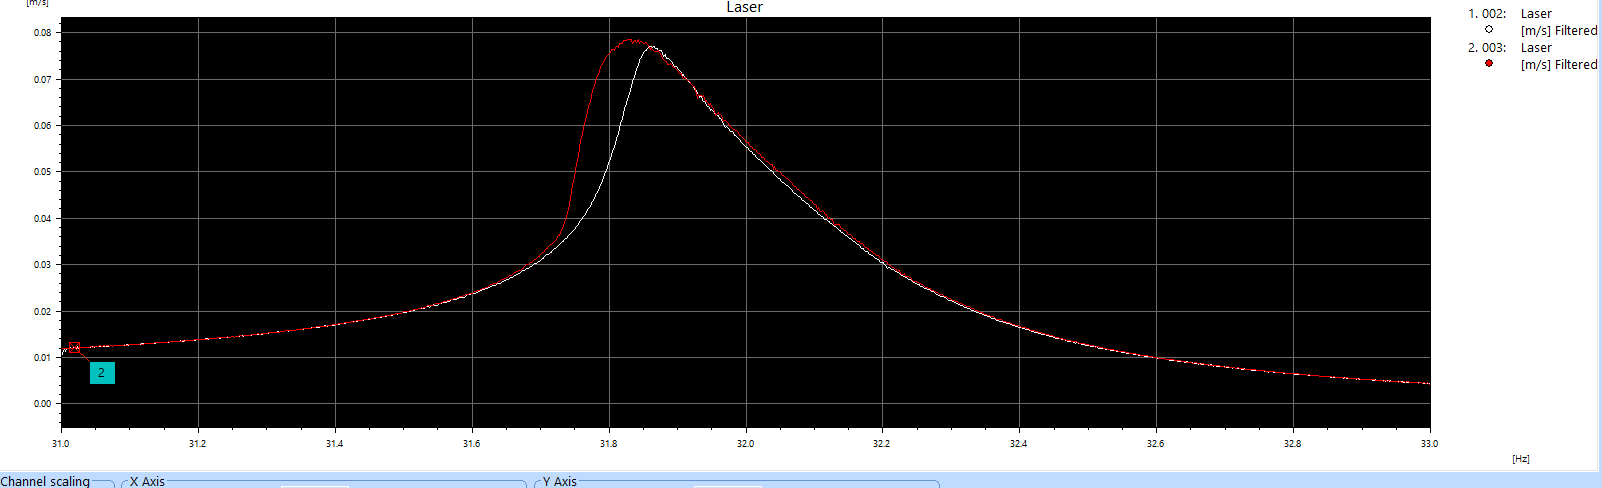 [m/s]
Laser
1. 002: Laser
[m/s] Filtered
2. 003: Laser
[m/s] Filtered
0.08
0.07
0.06
0.05
0.04
0.03
0.02
0.01
0.00
2
31.0 31.2 31.4 31.6 31.8 32.0 32.2 32.4 32.6 32.8 33.0
[Hz]
Channel scaling X Axis Y Axis